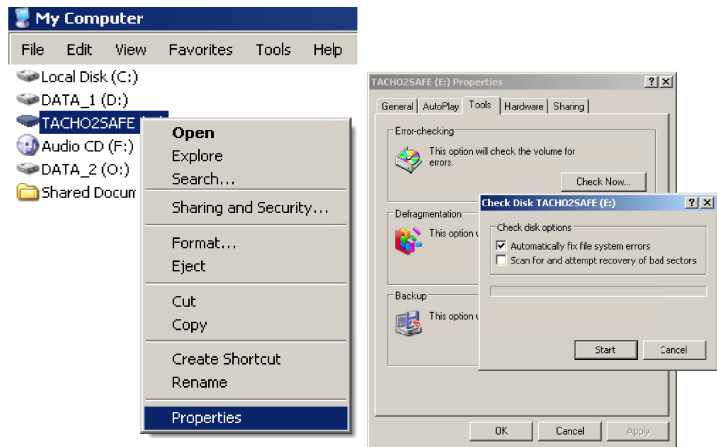 My Computer
File Edit View Favorites Tools Help
Local Disk (C:)
DATA_1 (D:)
TACHO2SAFE
Audio CD (F:)
DATA_2 (O:)
Shared Docum
Open
Explore
Search...
Sharing and Security...
Format...
Eject
Cut
Copy
Create Shortcut
Rename
Properties
TACHO2SAFE (E:) Properties
General AutoPlay Tools Hardware Sharing
Error-checking
This option will check the volume for
errors.
Check Now...
Defragmentation
This option
Backup
This option
OK Cancel Apply
Check Disk TACHO2SAFE (E:)
Check disk options
Automatically fix file system errors
Scan for and attempt recovery of bad sectors
Start Cancel